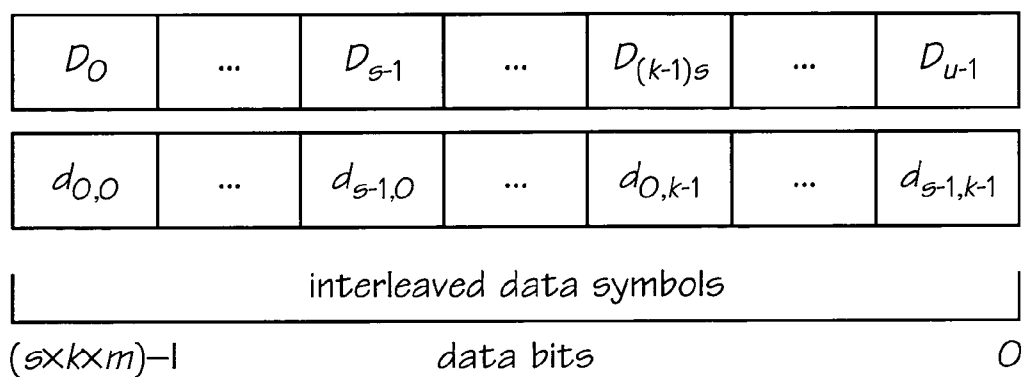 D₀ ... Dₛ₋₁ ... D₍ₖ₋₁₎ₛ ... Dᵤ₋₁
d₀,₀ ... dₛ₋₁,₀ ... d₀,ₖ₋₁ ... dₛ₋₁,ₖ₋₁
interleaved data symbols
(s×k×m)–1 data bits 0